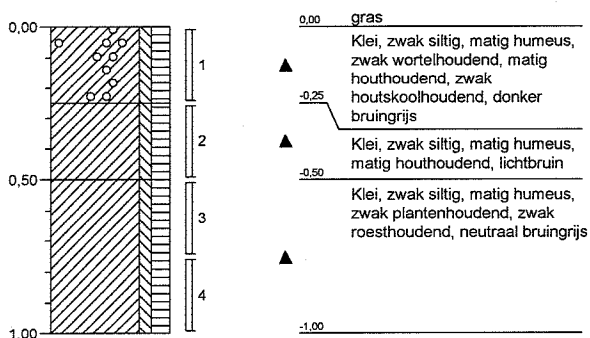 0,00
0,50
1,00
1
2
3
4
0,00 gras
Klei, zwak siltig, matig humeus,
zwak wortelhoudend, matig
houthoudend, zwak
houtskoolhoudend, donker
bruingrijs
-0,25
Klei, zwak siltig, matig humeus,
matig houthoudend, lichtbruin
-0,50
Klei, zwak siltig, matig humeus,
zwak plantenhoudend, zwak
roesthoudend, neutraal bruingrijs
-1,00